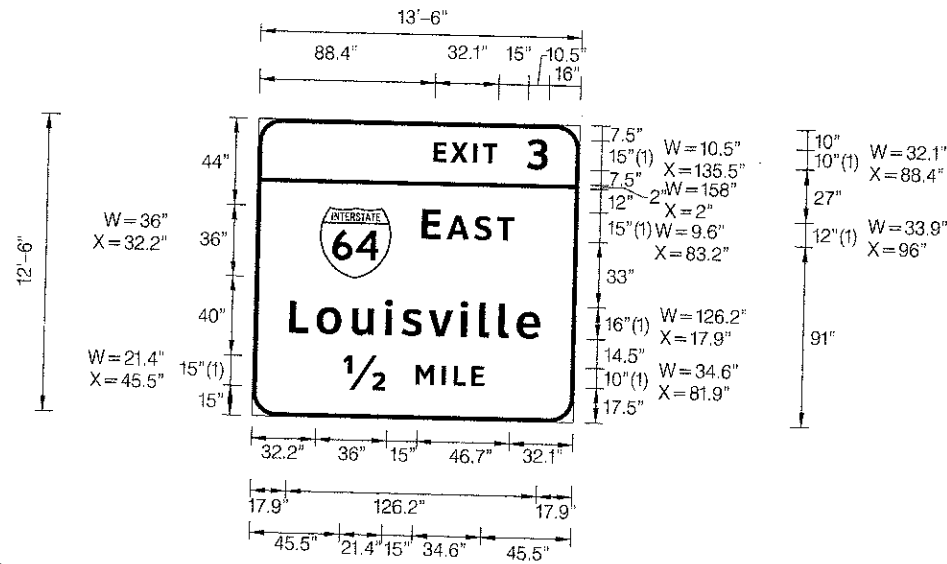 13'-6"
88.4" 32.1" 15" 10.5"
16"
12'-6"
44"
36"
40"
15"(1)
15"
W=36"
X=32.2"
W=21.4"
X=45.5"
EXIT 3
INTERSTATE
64
EAST
Louisville
1/2 MILE
7.5"
15"(1)
7.5"
2"
12"
15"(1)
33"
16"(1)
14.5"
10"(1)
17.5"
W=10.5"
X=135.5"
W=158"
X=2"
W=9.6"
X=83.2"
W=126.2"
X=17.9"
W=34.6"
X=81.9"
10"
10"(1)
27"
12"(1)
91"
W=32.1"
X=88.4"
W=33.9"
X=96"
32.2" 36" 15" 46.7" 32.1"
17.9" 126.2" 17.9"
45.5" 21.4" 15" 34.6" 45.5"